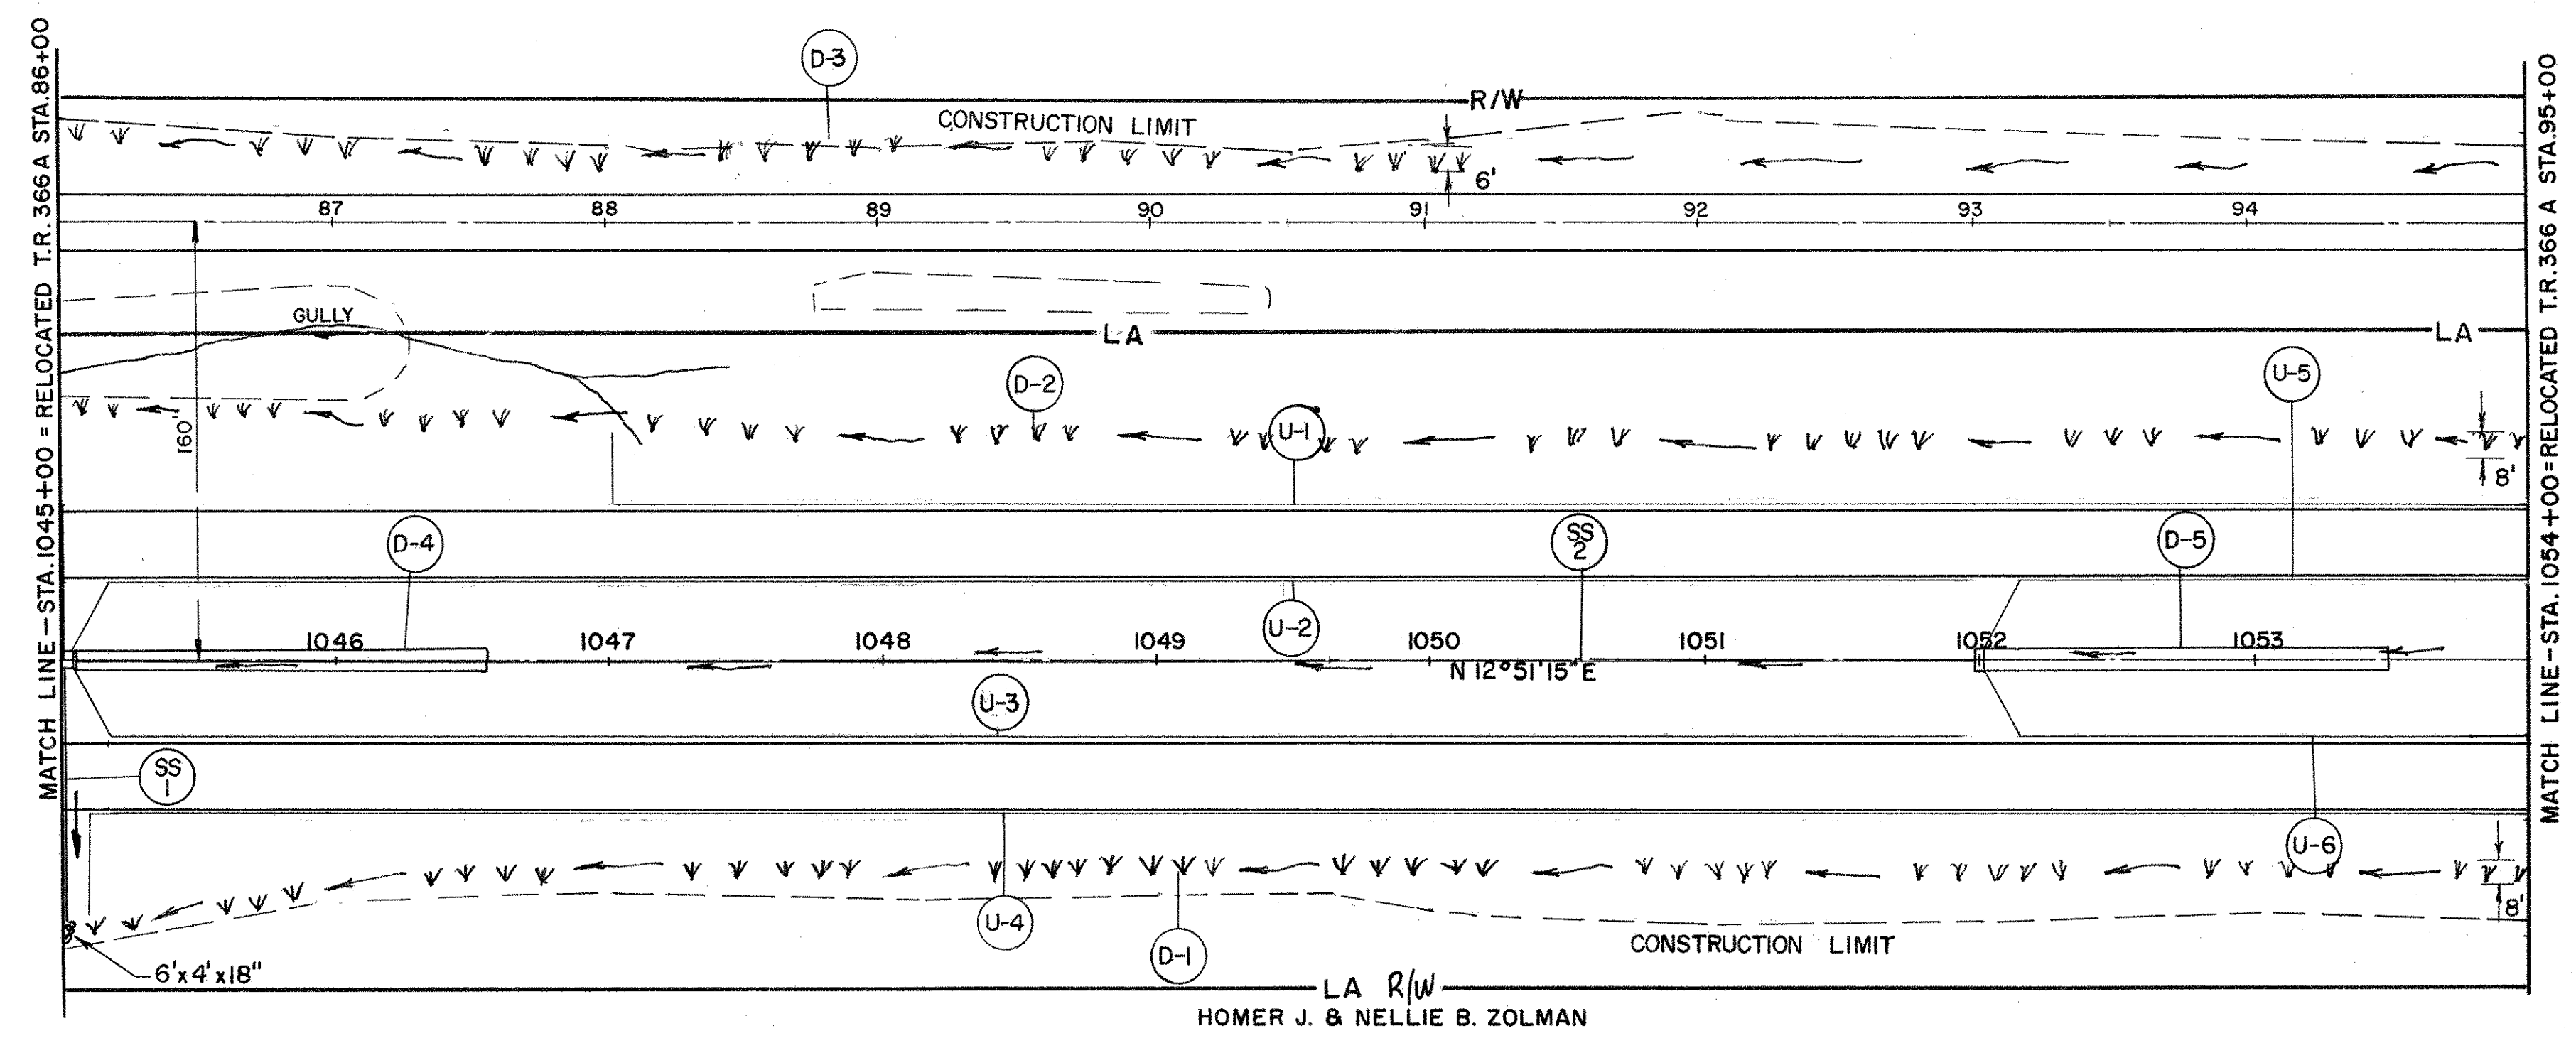 MATCH LINE – STA. 1045+00 = RELOCATED T.R. 366 A STA. 86+00
D-3
R/W
CONSTRUCTION LIMIT
6'
87 88 89 90 91 92 93 94
GULLY
LA
LA
D-2
U-5
U-1
160'
8'
D-4
SS 2
D-5
U-2
1046 1047 1048 1049 1050 1051 1052 1053
N 12°51'15" E
U-3
SS 1
U-6
U-4
8'
D-1
CONSTRUCTION LIMIT
6'x4'x18"
LA R/W
HOMER J. & NELLIE B. ZOLMAN
MATCH LINE – STA. 1054+00 = RELOCATED T.R. 366 A STA. 95+00